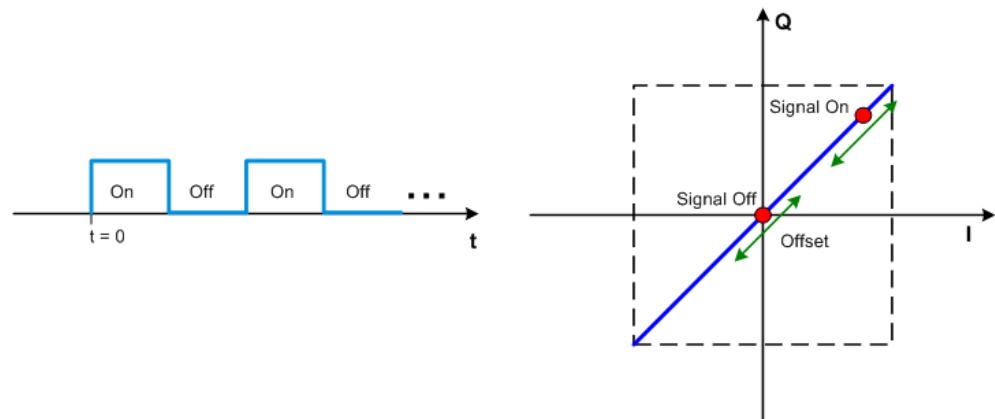 On
Off
On
Off
...
t = 0
t
Q
Signal On
Signal Off
Offset
I